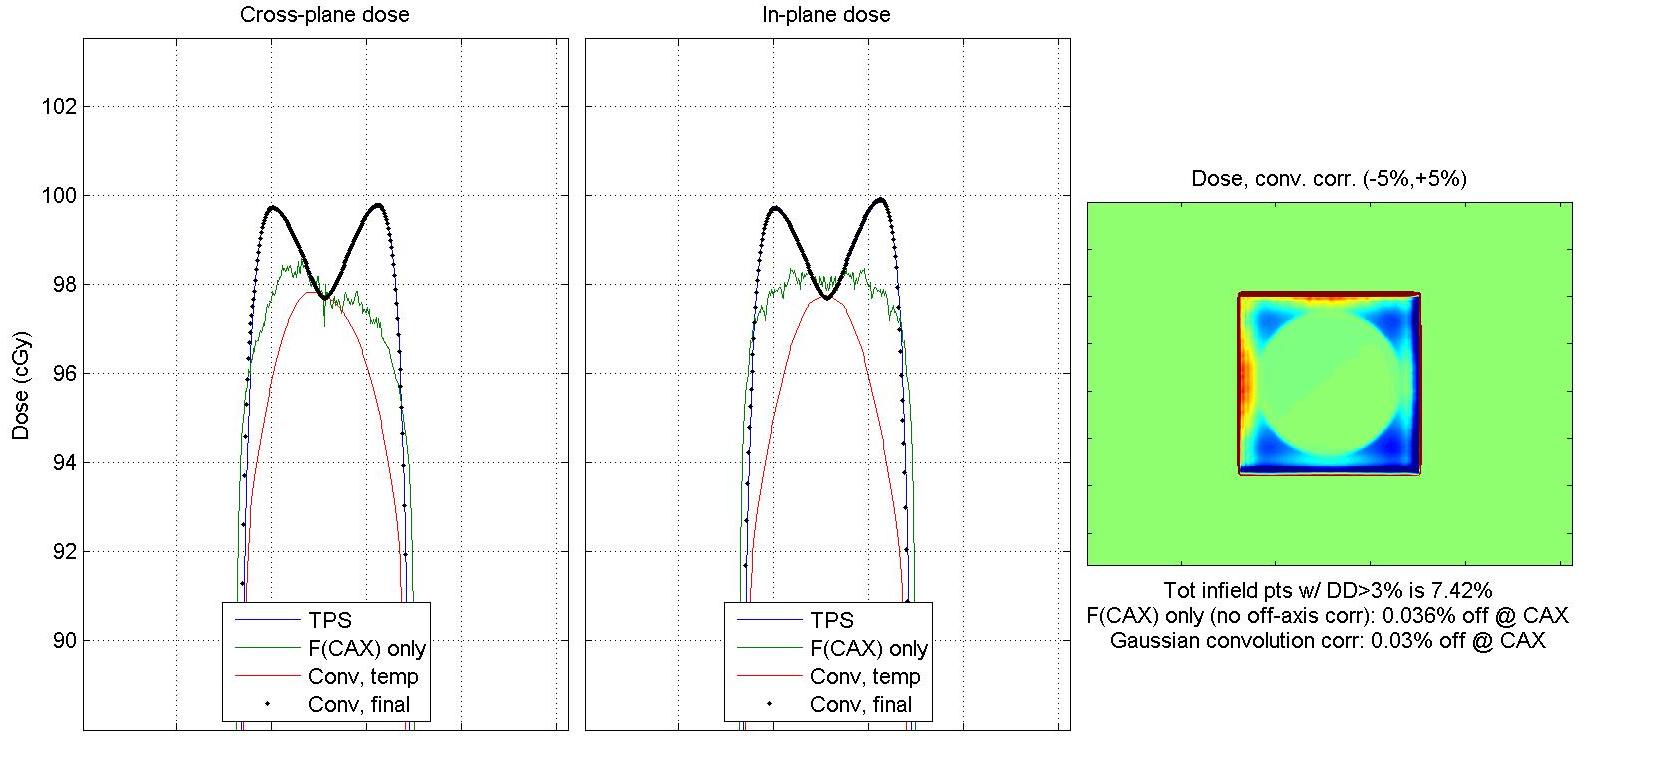 Cross-plane dose
In-plane dose
102
100
98
96
94
92
90
Dose (cGy)
TPS
F(CAX) only
Conv, temp
Conv, final
TPS
F(CAX) only
Conv, temp
Conv, final
Dose, conv. corr. (-5%,+5%)
Tot infield pts w/ DD>3% is 7.42%
F(CAX) only (no off-axis corr): 0.036% off @ CAX
Gaussian convolution corr: 0.03% off @ CAX